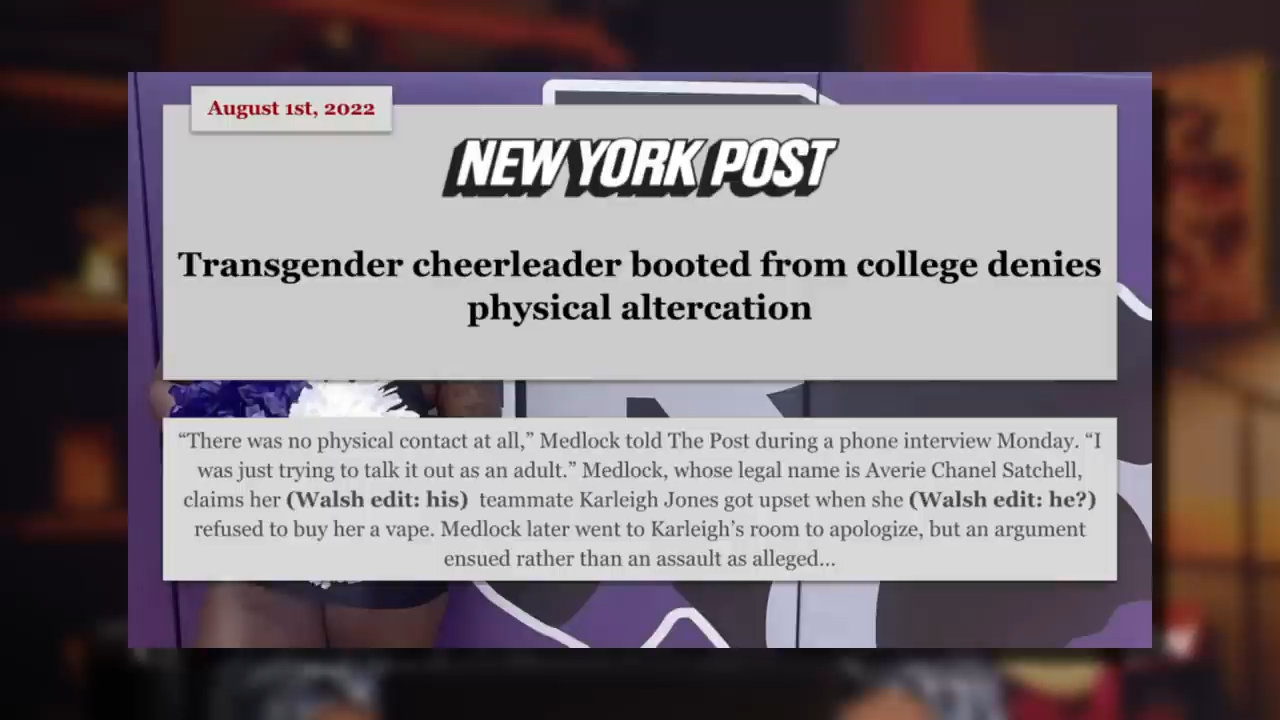 August 1st, 2022
NEW YORK POST
Transgender cheerleader booted from college denies
physical altercation
“There was no physical contact at all,” Medlock told The Post during a phone interview Monday. “I
was just trying to talk it out as an adult.” Medlock, whose legal name is Averie Chanel Satchell,
claims her (Walsh edit: his) teammate Karleigh Jones got upset when she (Walsh edit: he?)
refused to buy her a vape. Medlock later went to Karleigh’s room to apologize, but an argument
ensued rather than an assault as alleged...